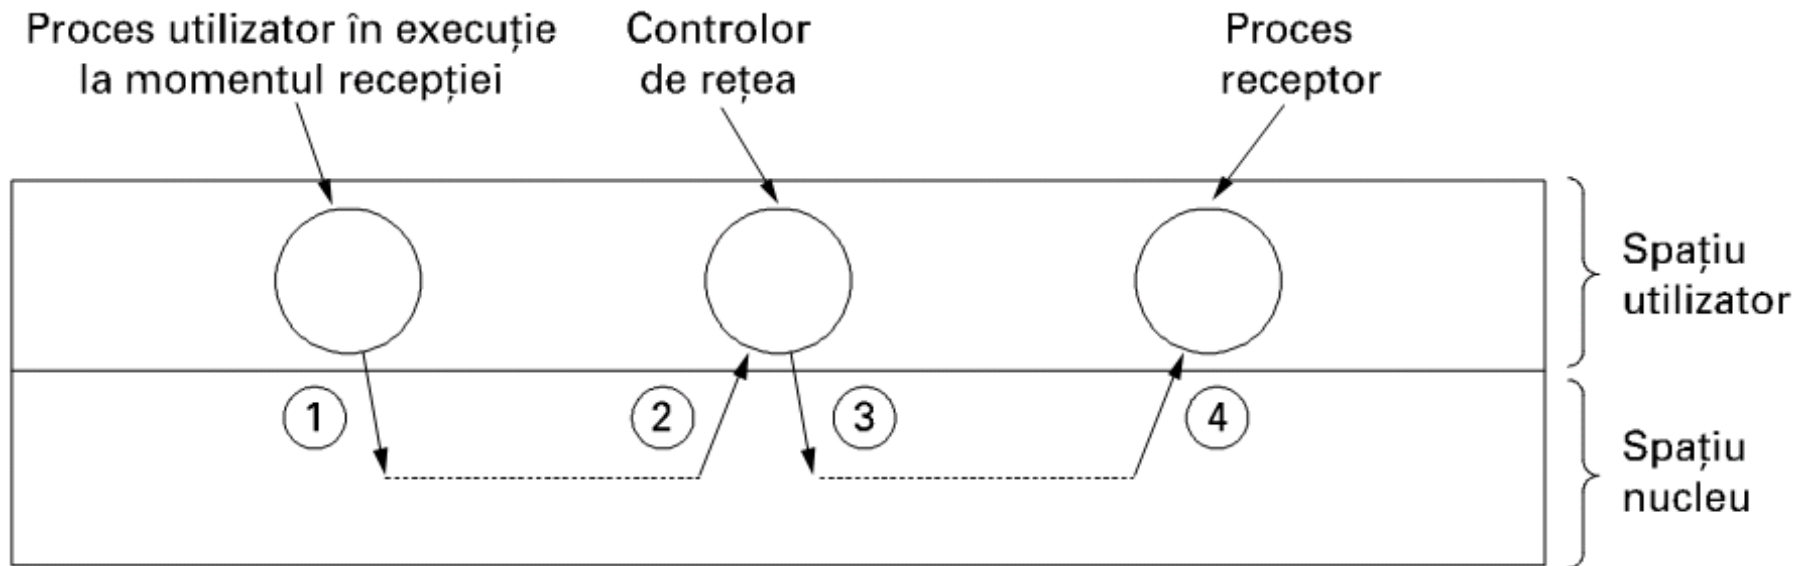 Proces utilizator în execuție
la momentul recepției
Controlor
de rețea
Proces
receptor
Spațiu
utilizator
1
2
3
4
Spațiu
nucleu